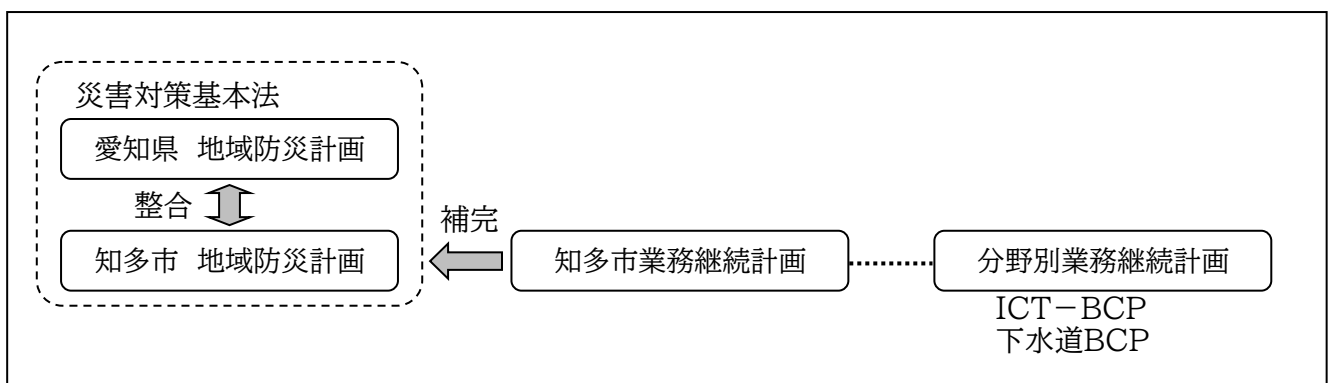 災害対策基本法
愛知県 地域防災計画
整合
知多市 地域防災計画
補完
知多市業務継続計画
分野別業務継続計画
ICT－BCP
下水道BCP